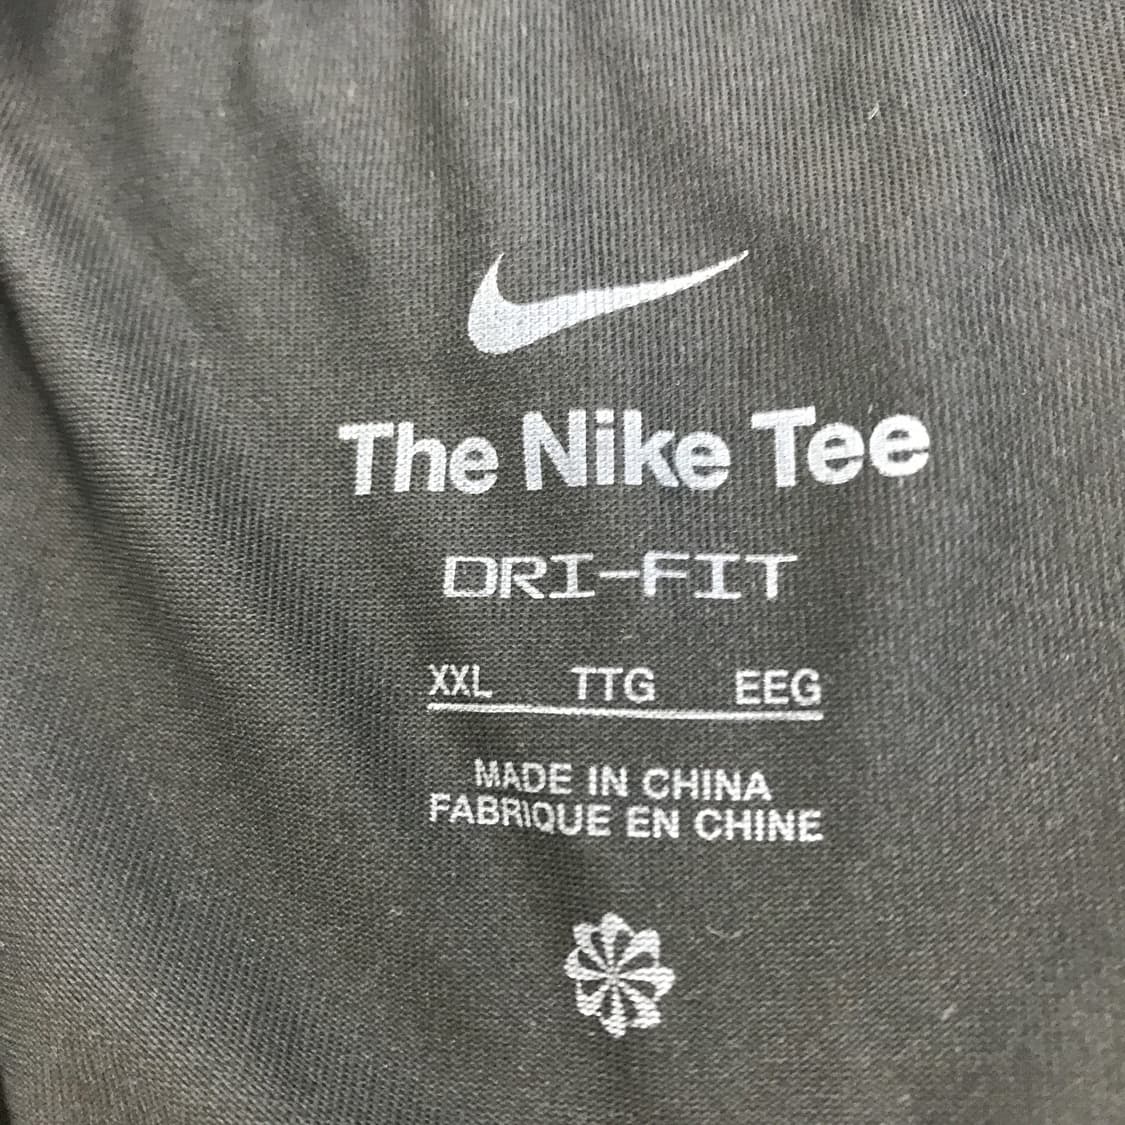 The Nike Tee
DRI-FIT
XXL TTG EEG
MADE IN CHINA
FABRIQUE EN CHINE